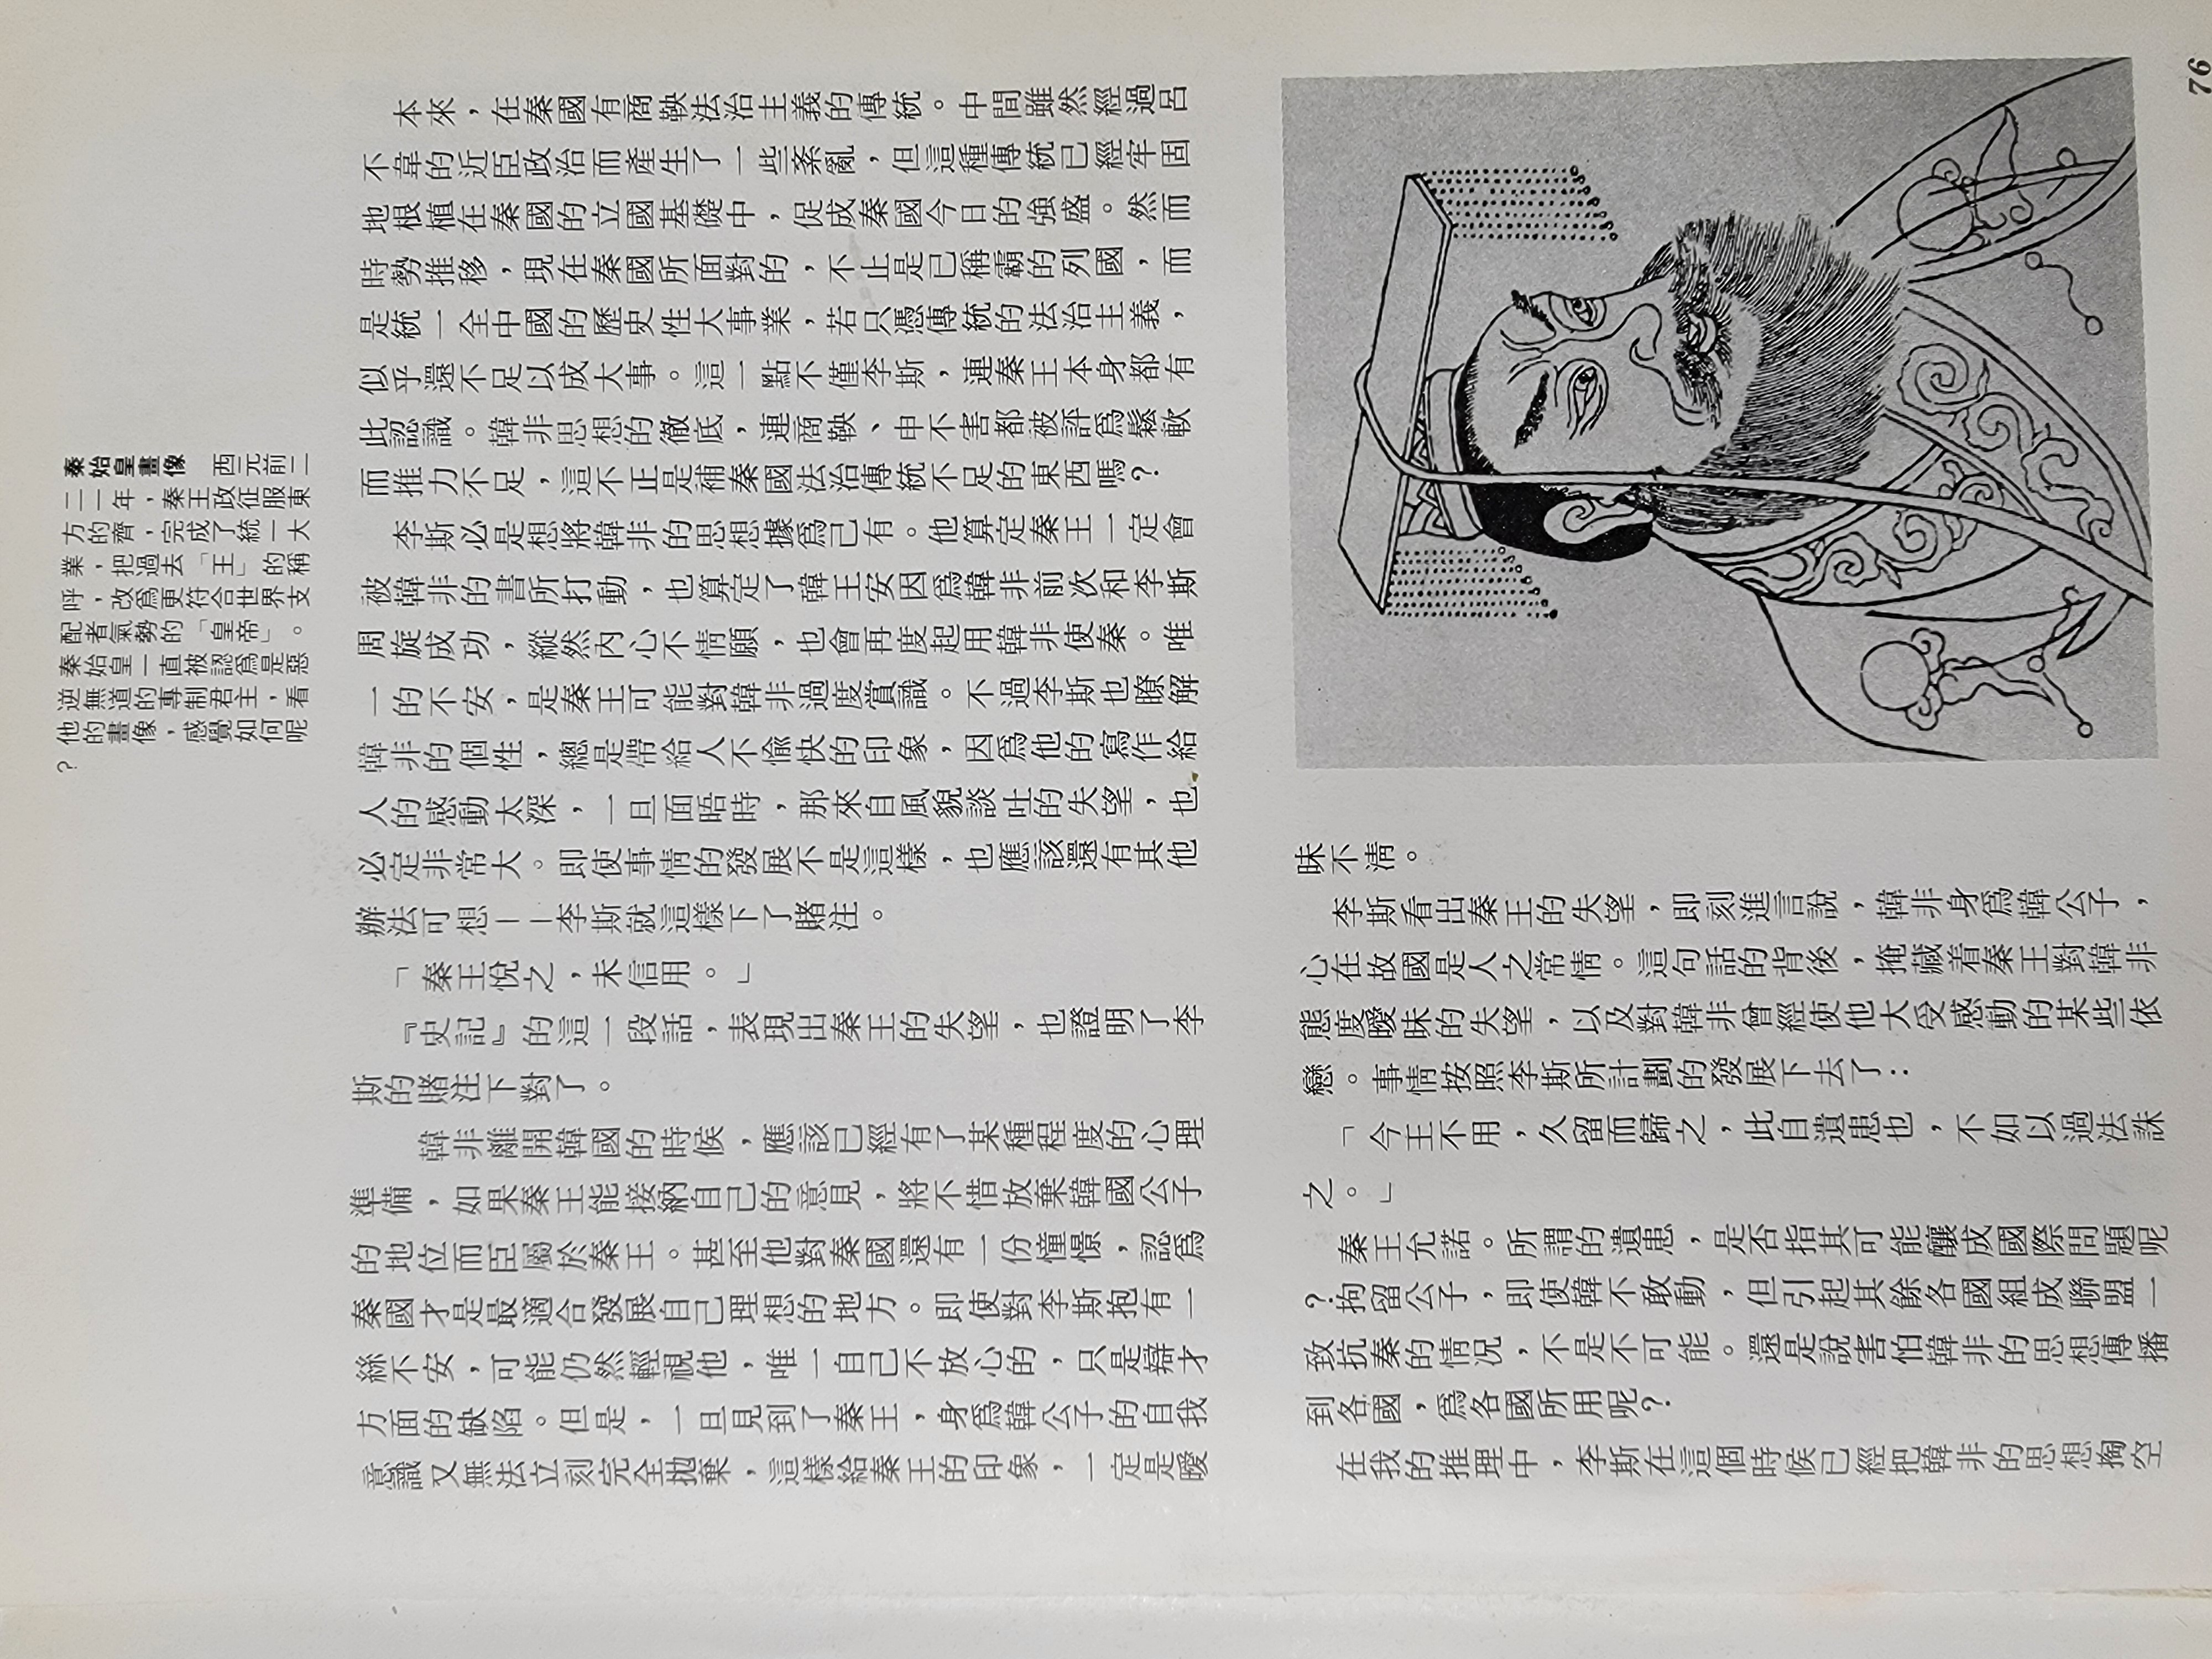 秦始皇畫像　西元前二
二一年，秦王政征服東
方的齊，完成了統一大
業，把過去「王」的稱
呼，改爲更符合世界支
配者氣勢的「皇帝」。
秦始皇一直被認爲是惡
逆無道的專制君主，看
他的畫像，感覺如何呢
？
本來，在秦國有商鞅法治主義的傳統。中間雖然經過呂
不韋的近臣政治而產生了一些紊亂，但這種傳統已經牢固
地根植在秦國的立國基礎中，促成秦國今日的強盛。然而
時勢推移，現在秦國所面對的，不止是已稱霸的列國，而
是統一全中國的歷史性大事業，若只憑傳統的法治主義，
似乎還不足以成大事。這一點不僅李斯，連秦王本身都有
此認識。韓非思想的徹底，連商鞅、申不害都被評爲鬆軟
而推力不足，這不正是補秦國法治傳統不足的東西嗎？
李斯必是想將韓非的思想據爲己有。他算定秦王一定會
被韓非的書所打動，也算定了韓王安因爲韓非前次和李斯
周旋成功，縱然內心不情願，也會再度起用韓非使秦。唯
一的不安，是秦王可能對韓非過度賞識。不過李斯也瞭解
韓非的個性，總是帶給人不愉快的印象，因爲他的寫作給
人的感動太深，一旦面晤時，那來自風貌談吐的失望，也
必定非常大。即使事情的發展不是這樣，也應該還有其他
辦法可想——李斯就這樣下了賭注。
「秦王悅之，未信用。」
『史記』的這一段話，表現出秦王的失望，也證明了李
斯的賭注下對了。
韓非離開韓國的時候，應該已經有了某種程度的心理
準備，如果秦王能接納自己的意見，將不惜放棄韓國公子
的地位而臣屬於秦王。甚至他對秦國還有一份憧憬，認爲
秦國才是最適合發展自己理想的地方。即使對李斯抱有一
絲不安，可能仍然輕視他，唯一自己不放心的，只是辯才
方面的缺陷。但是，一旦見到了秦王，身爲韓公子的自我
意識又無法立刻完全拋棄，這樣給秦王的印象，一定是曖
昧不清。
李斯看出秦王的失望，即刻進言說，韓非身爲韓公子，
心在故國是人之常情。這句話的背後，掩藏着秦王對韓非
態度曖昧的失望，以及對韓非曾經使他大受感動的某些依
戀。事情按照李斯所計劃的發展下去了：
「今王不用，久留而歸之，此自遺患也，不如以過法誅
之。」
秦王允諾。所謂的遺患，是否指其可能釀成國際問題呢
？拘留公子，即使韓不敢動，但引起其餘各國組成聯盟一
致抗秦的情況，不是不可能。還是說害怕韓非的思想傳播
到各國，爲各國所用呢？
在我的推理中，李斯在這個時候已經把韓非的思想掏空
76